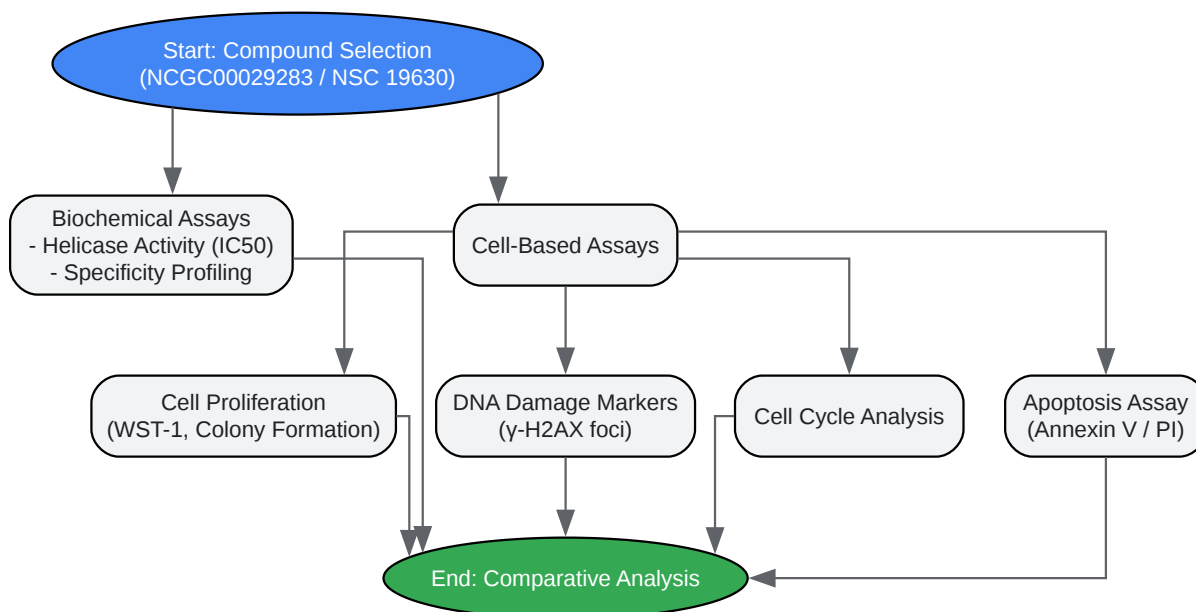 Start: Compound Selection
(NCGC00029283 / NSC 19630)
Biochemical Assays
- Helicase Activity (IC50)
- Specificity Profiling
Cell-Based Assays
Cell Proliferation
(WST-1, Colony Formation)
DNA Damage Markers
(γ-H2AX foci)
Cell Cycle Analysis
Apoptosis Assay
(Annexin V / PI)
End: Comparative Analysis